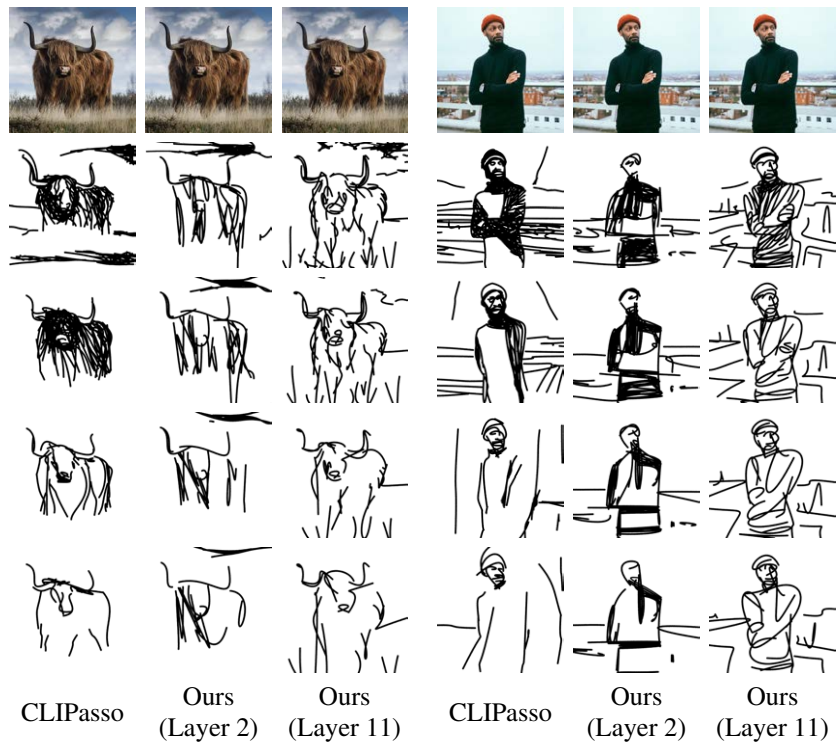 CLIPasso
Ours
(Layer 2)
Ours
(Layer 11)
CLIPasso
Ours
(Layer 2)
Ours
(Layer 11)